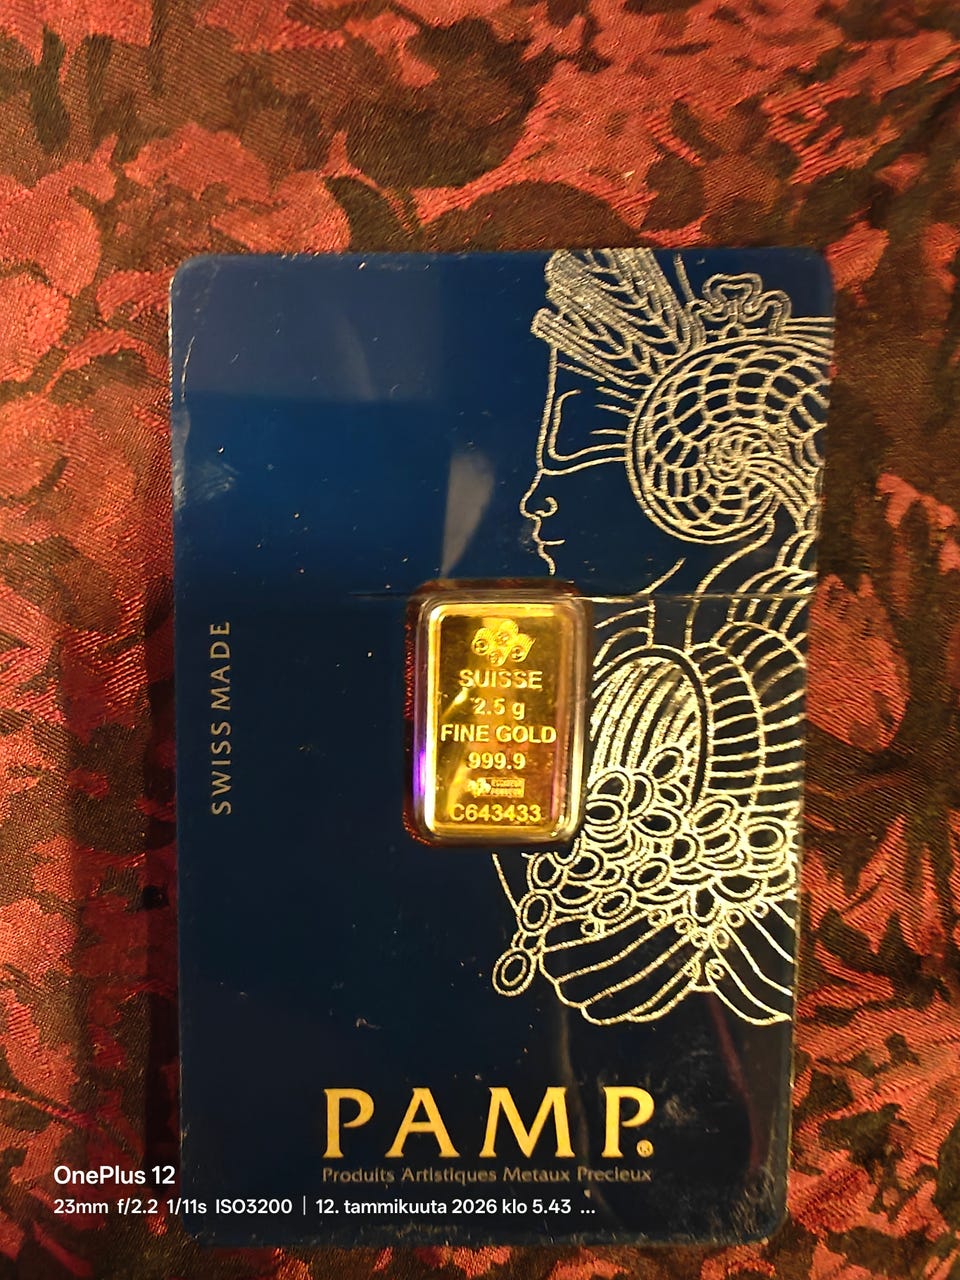 SWISS MADE
SUISSE
2.5 g
FINE GOLD
999.9
C643433
PAMP®
Produits Artistiques Metaux Precieux
OnePlus 12
23mm f/2.2 1/11s ISO3200 | 12. tammikuuta 2026 klo 5.43 ...